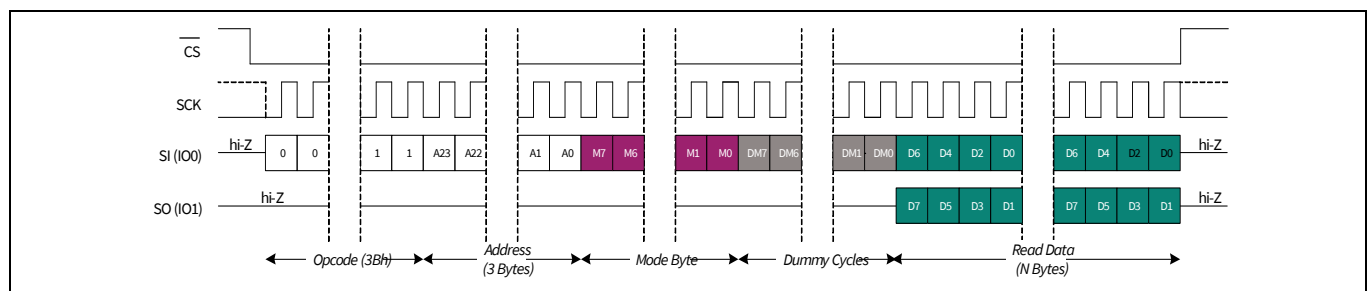 CS
SCK
SI (IO0) hi-Z 0 0 1 1 A23 A22 A1 A0 M7 M6 M1 M0 DM7 DM6 DM1 DM0 D6 D4 D2 D0 D6 D4 D2 D0 hi-Z
SO (IO1) hi-Z D7 D5 D3 D1 D7 D5 D3 D1 hi-Z
Opcode (3Bh) Address Mode Byte Dummy Cycles Read Data
(3 Bytes) (N Bytes)